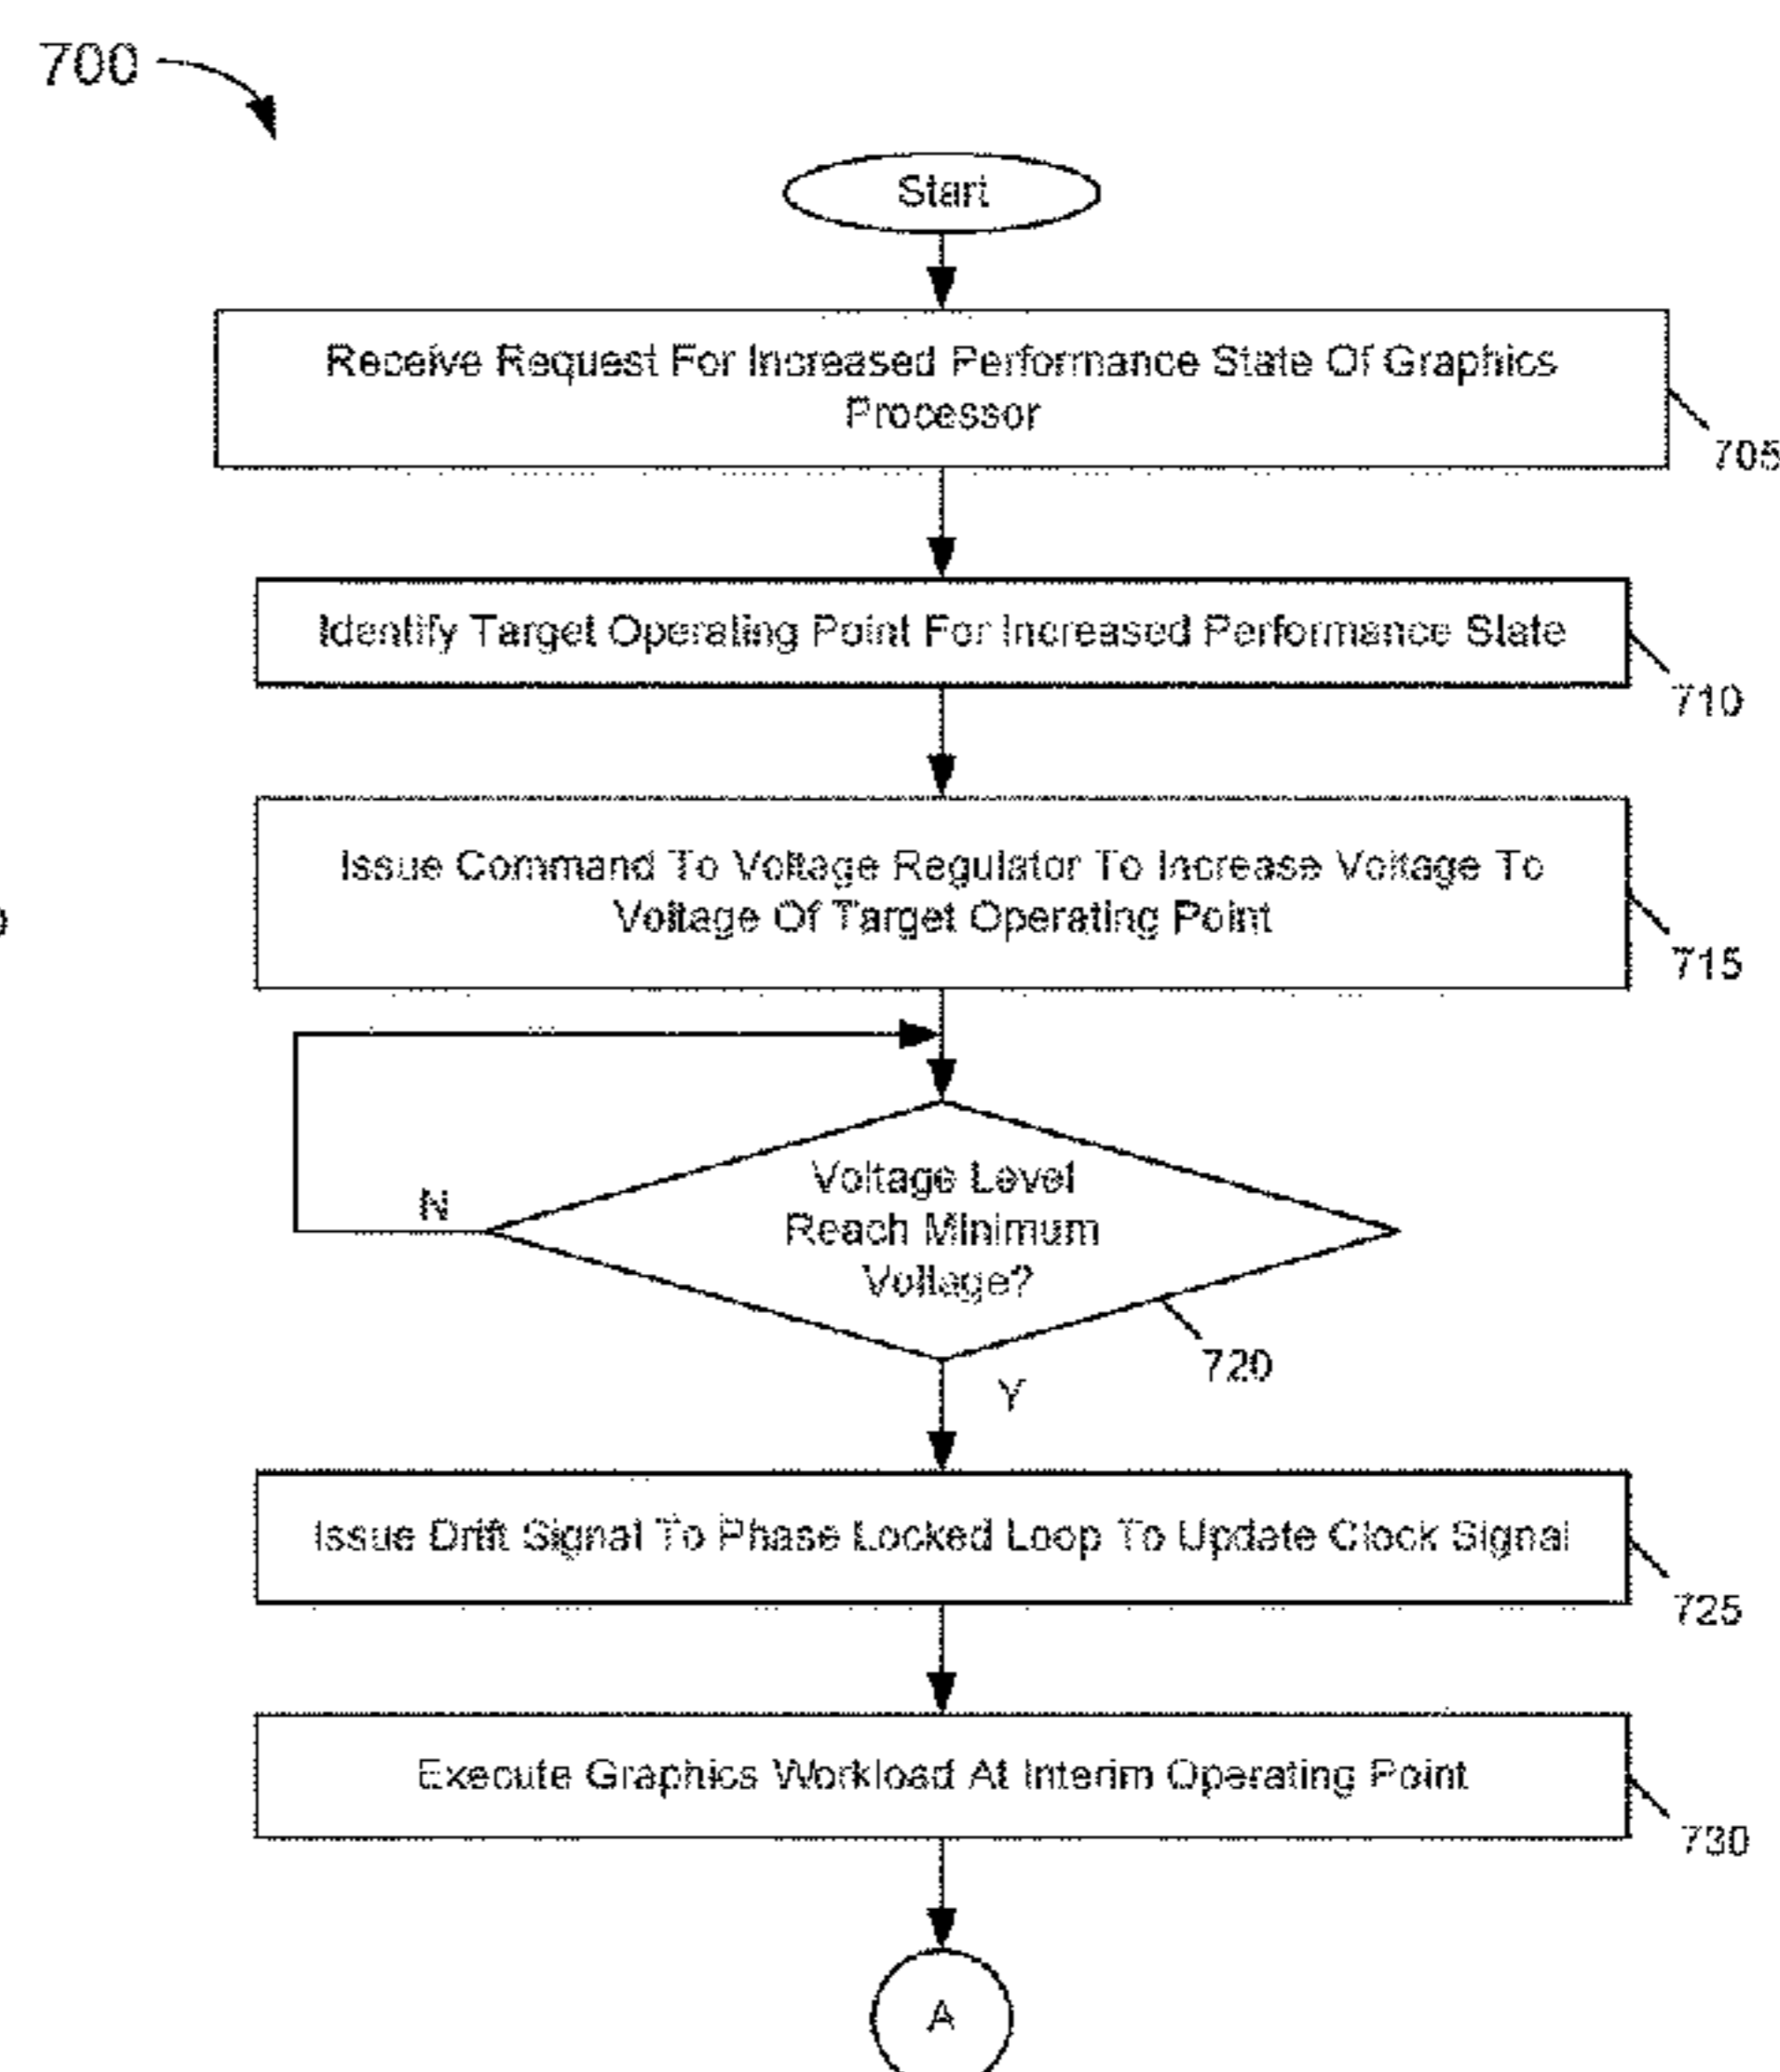 700
Start
Receive Request For Increased Performance State Of Graphics
Processor
705
Identify Target Operating Point For Increased Performance State
710
Issue Command To Voltage Regulator To Increase Voltage To
Voltage Of Target Operating Point
715
Voltage Level
Reach Minimum
Voltage?
N
720
Y
Issue Drift Signal To Phase Locked Loop To Update Clock Signal
725
Execute Graphics Workload At Interim Operating Point
730
A